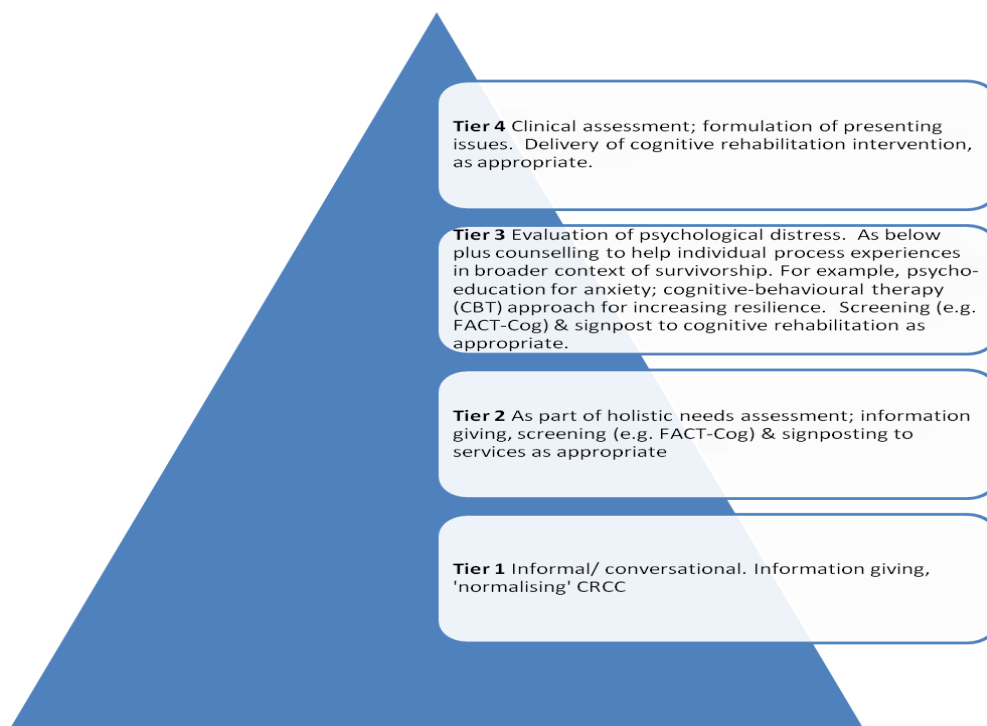 Tier 4 Clinical assessment; formulation of presenting
issues.  Delivery of cognitive rehabilitation intervention,
as appropriate.
Tier 3 Evaluation of psychological distress.  As below
plus counselling to help individual process experiences
in broader context of survivorship. For example, psycho-
education for anxiety; cognitive-behavioural therapy
(CBT) approach for increasing resilience.  Screening (e.g.
FACT-Cog) & signpost to cognitive rehabilitation as
appropriate.
Tier 2 As part of holistic needs assessment; information
giving, screening (e.g. FACT-Cog) & signposting to
services as appropriate
Tier 1 Informal/ conversational. Information giving,
'normalising' CRCC